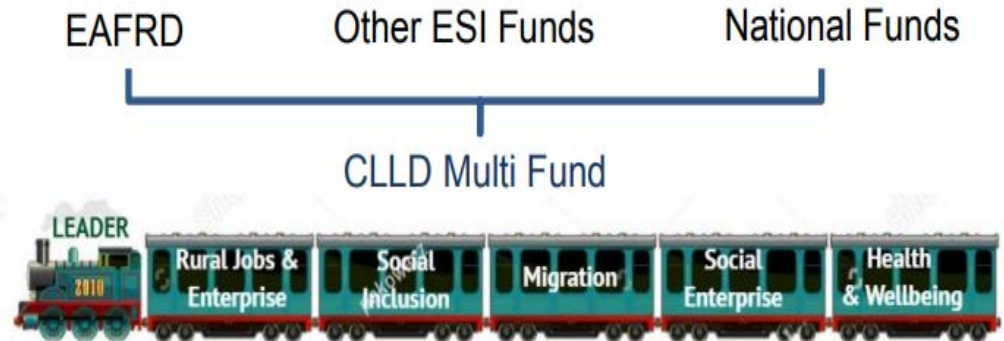 EAFRD Other ESI Funds National Funds
CLLD Multi Fund
LEADER
2010
Rural Jobs &
Enterprise
Social
Inclusion
Migration
Social
Enterprise
Health
& Wellbeing